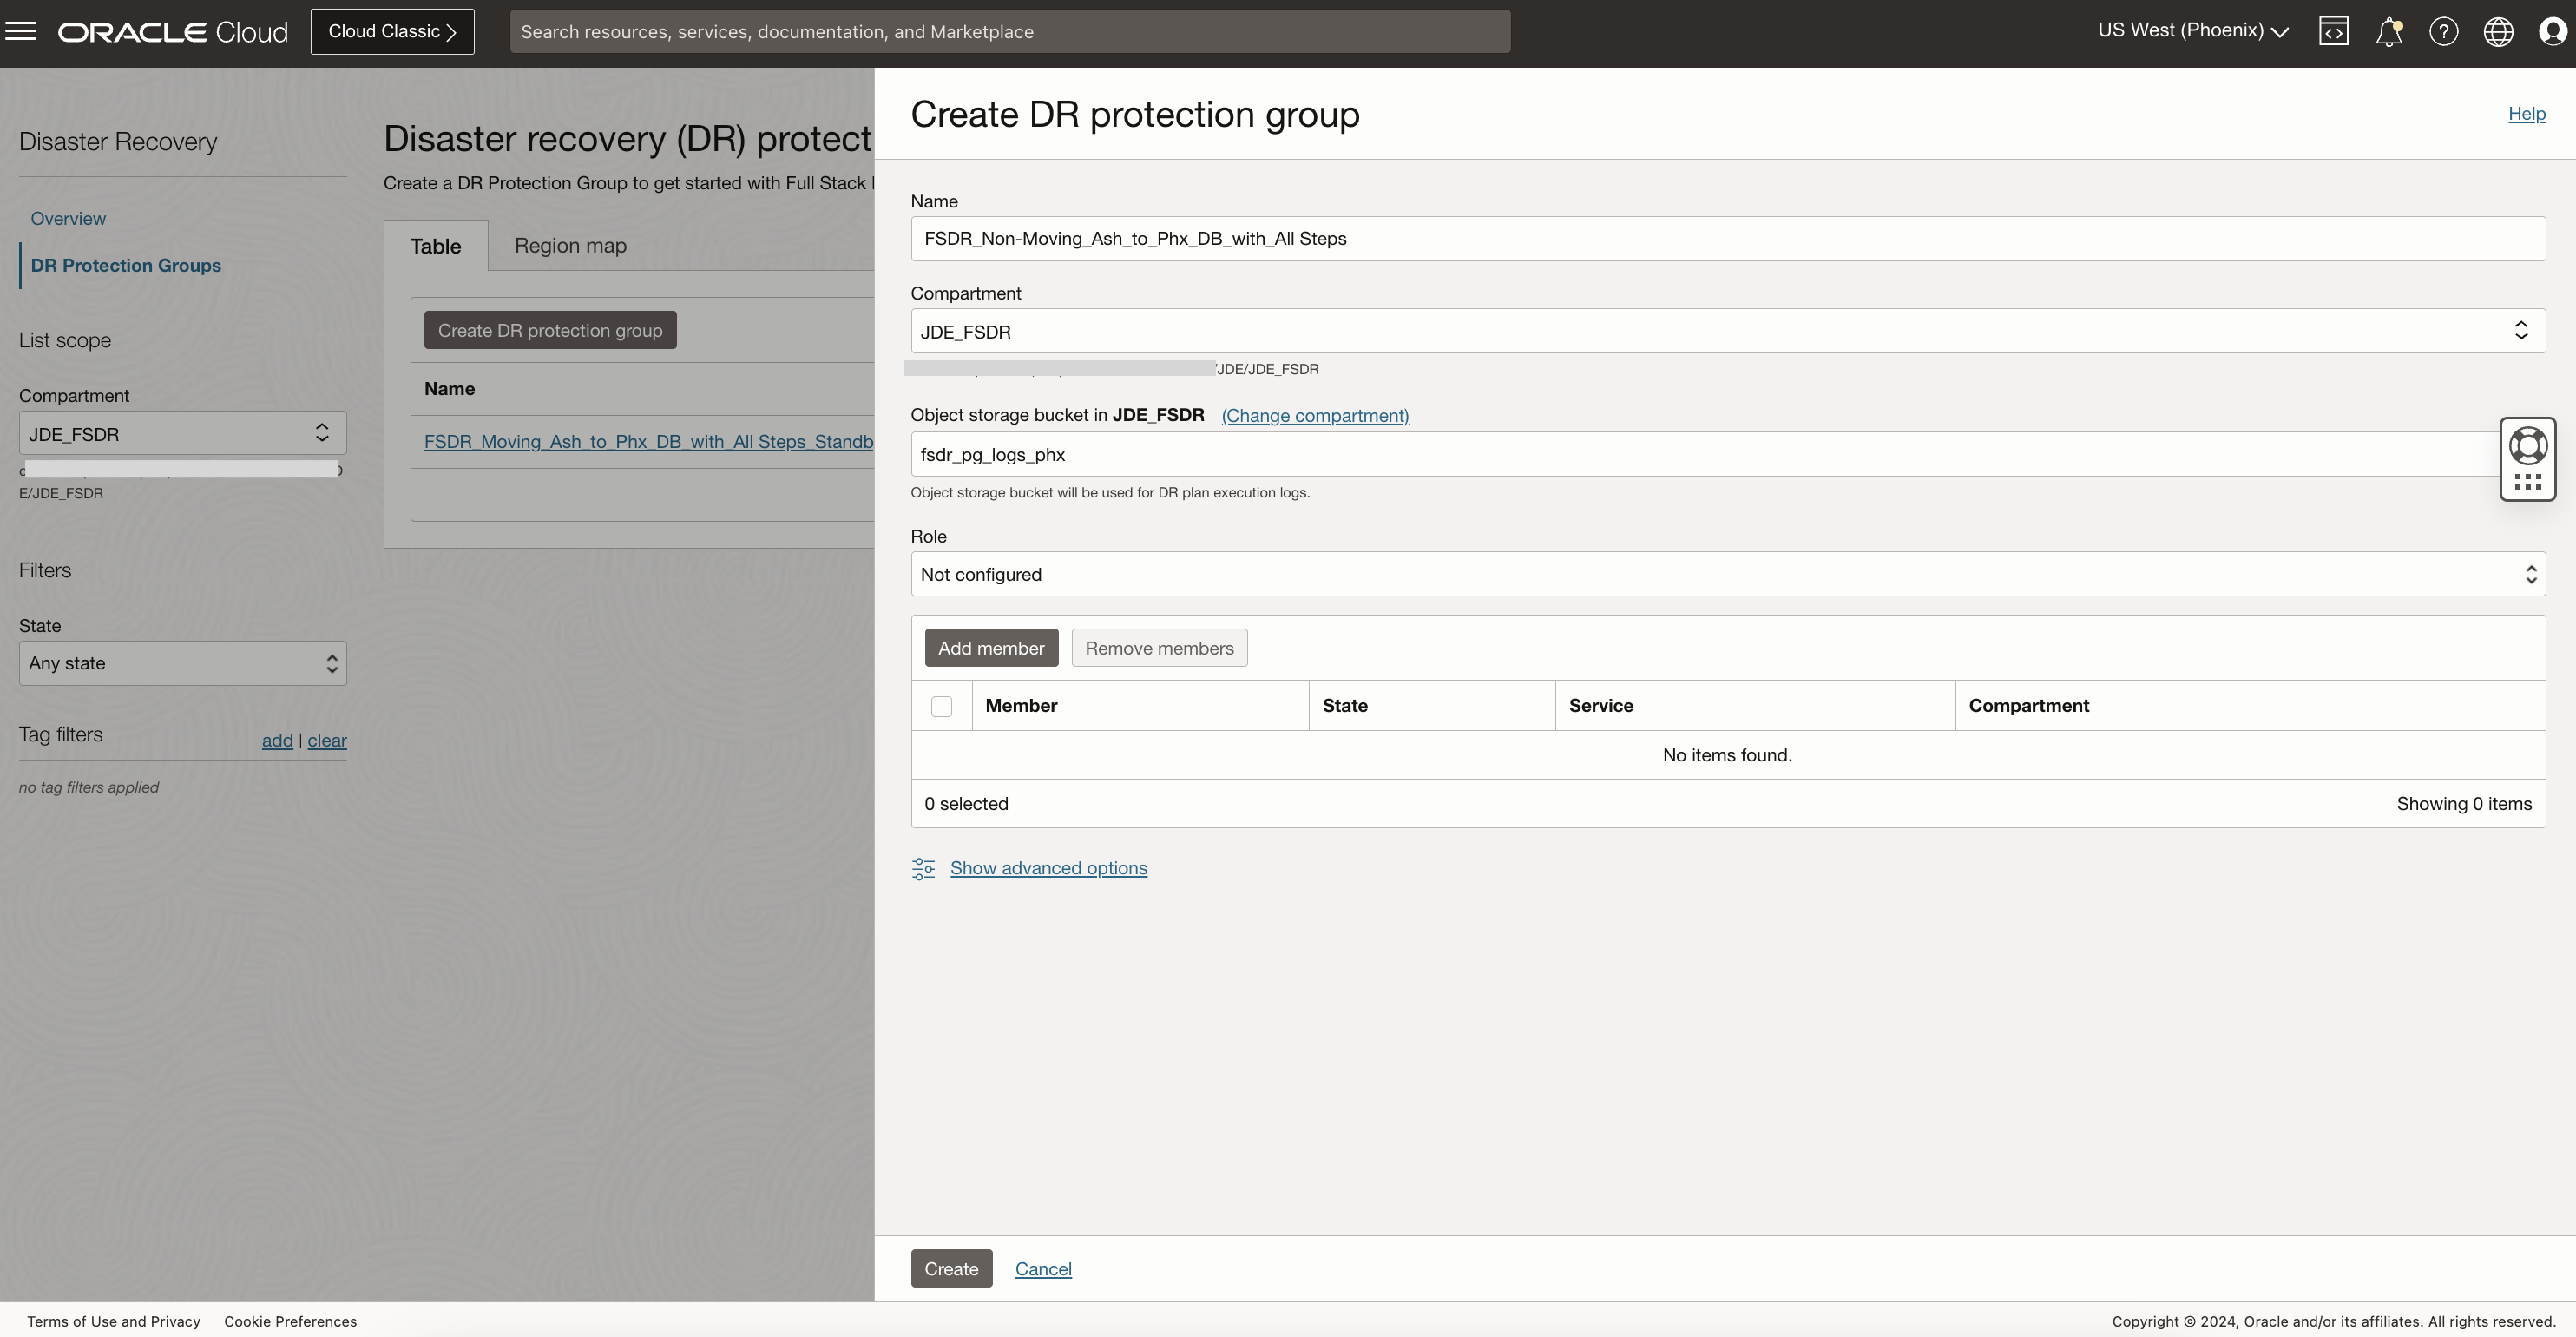 ORACLE Cloud
Cloud Classic
Search resources, services, documentation, and Marketplace
US West (Phoenix)
Disaster Recovery
Overview
DR Protection Groups
List scope
Compartment
JDE_FSDR
E/JDE_FSDR
Filters
State
Any state
Tag filters
add | clear
no tag filters applied
Disaster recovery (DR) protect
Create a DR Protection Group to get started with Full Stack
Table
Region map
Create DR protection group
Name
FSDR_Moving_Ash_to_Phx_DB_with_All Steps_Standb
Create DR protection group
Help
Name
FSDR_Non-Moving_Ash_to_Phx_DB_with_All Steps
Compartment
JDE_FSDR
/JDE/JDE_FSDR
Object storage bucket in JDE_FSDR (Change compartment)
fsdr_pg_logs_phx
Object storage bucket will be used for DR plan execution logs.
Role
Not configured
Add member
Remove members
Member State Service Compartment
No items found.
0 selected
Showing 0 items
Show advanced options
Create
Cancel
Terms of Use and Privacy
Cookie Preferences
Copyright © 2024, Oracle and/or its affiliates. All rights reserved.